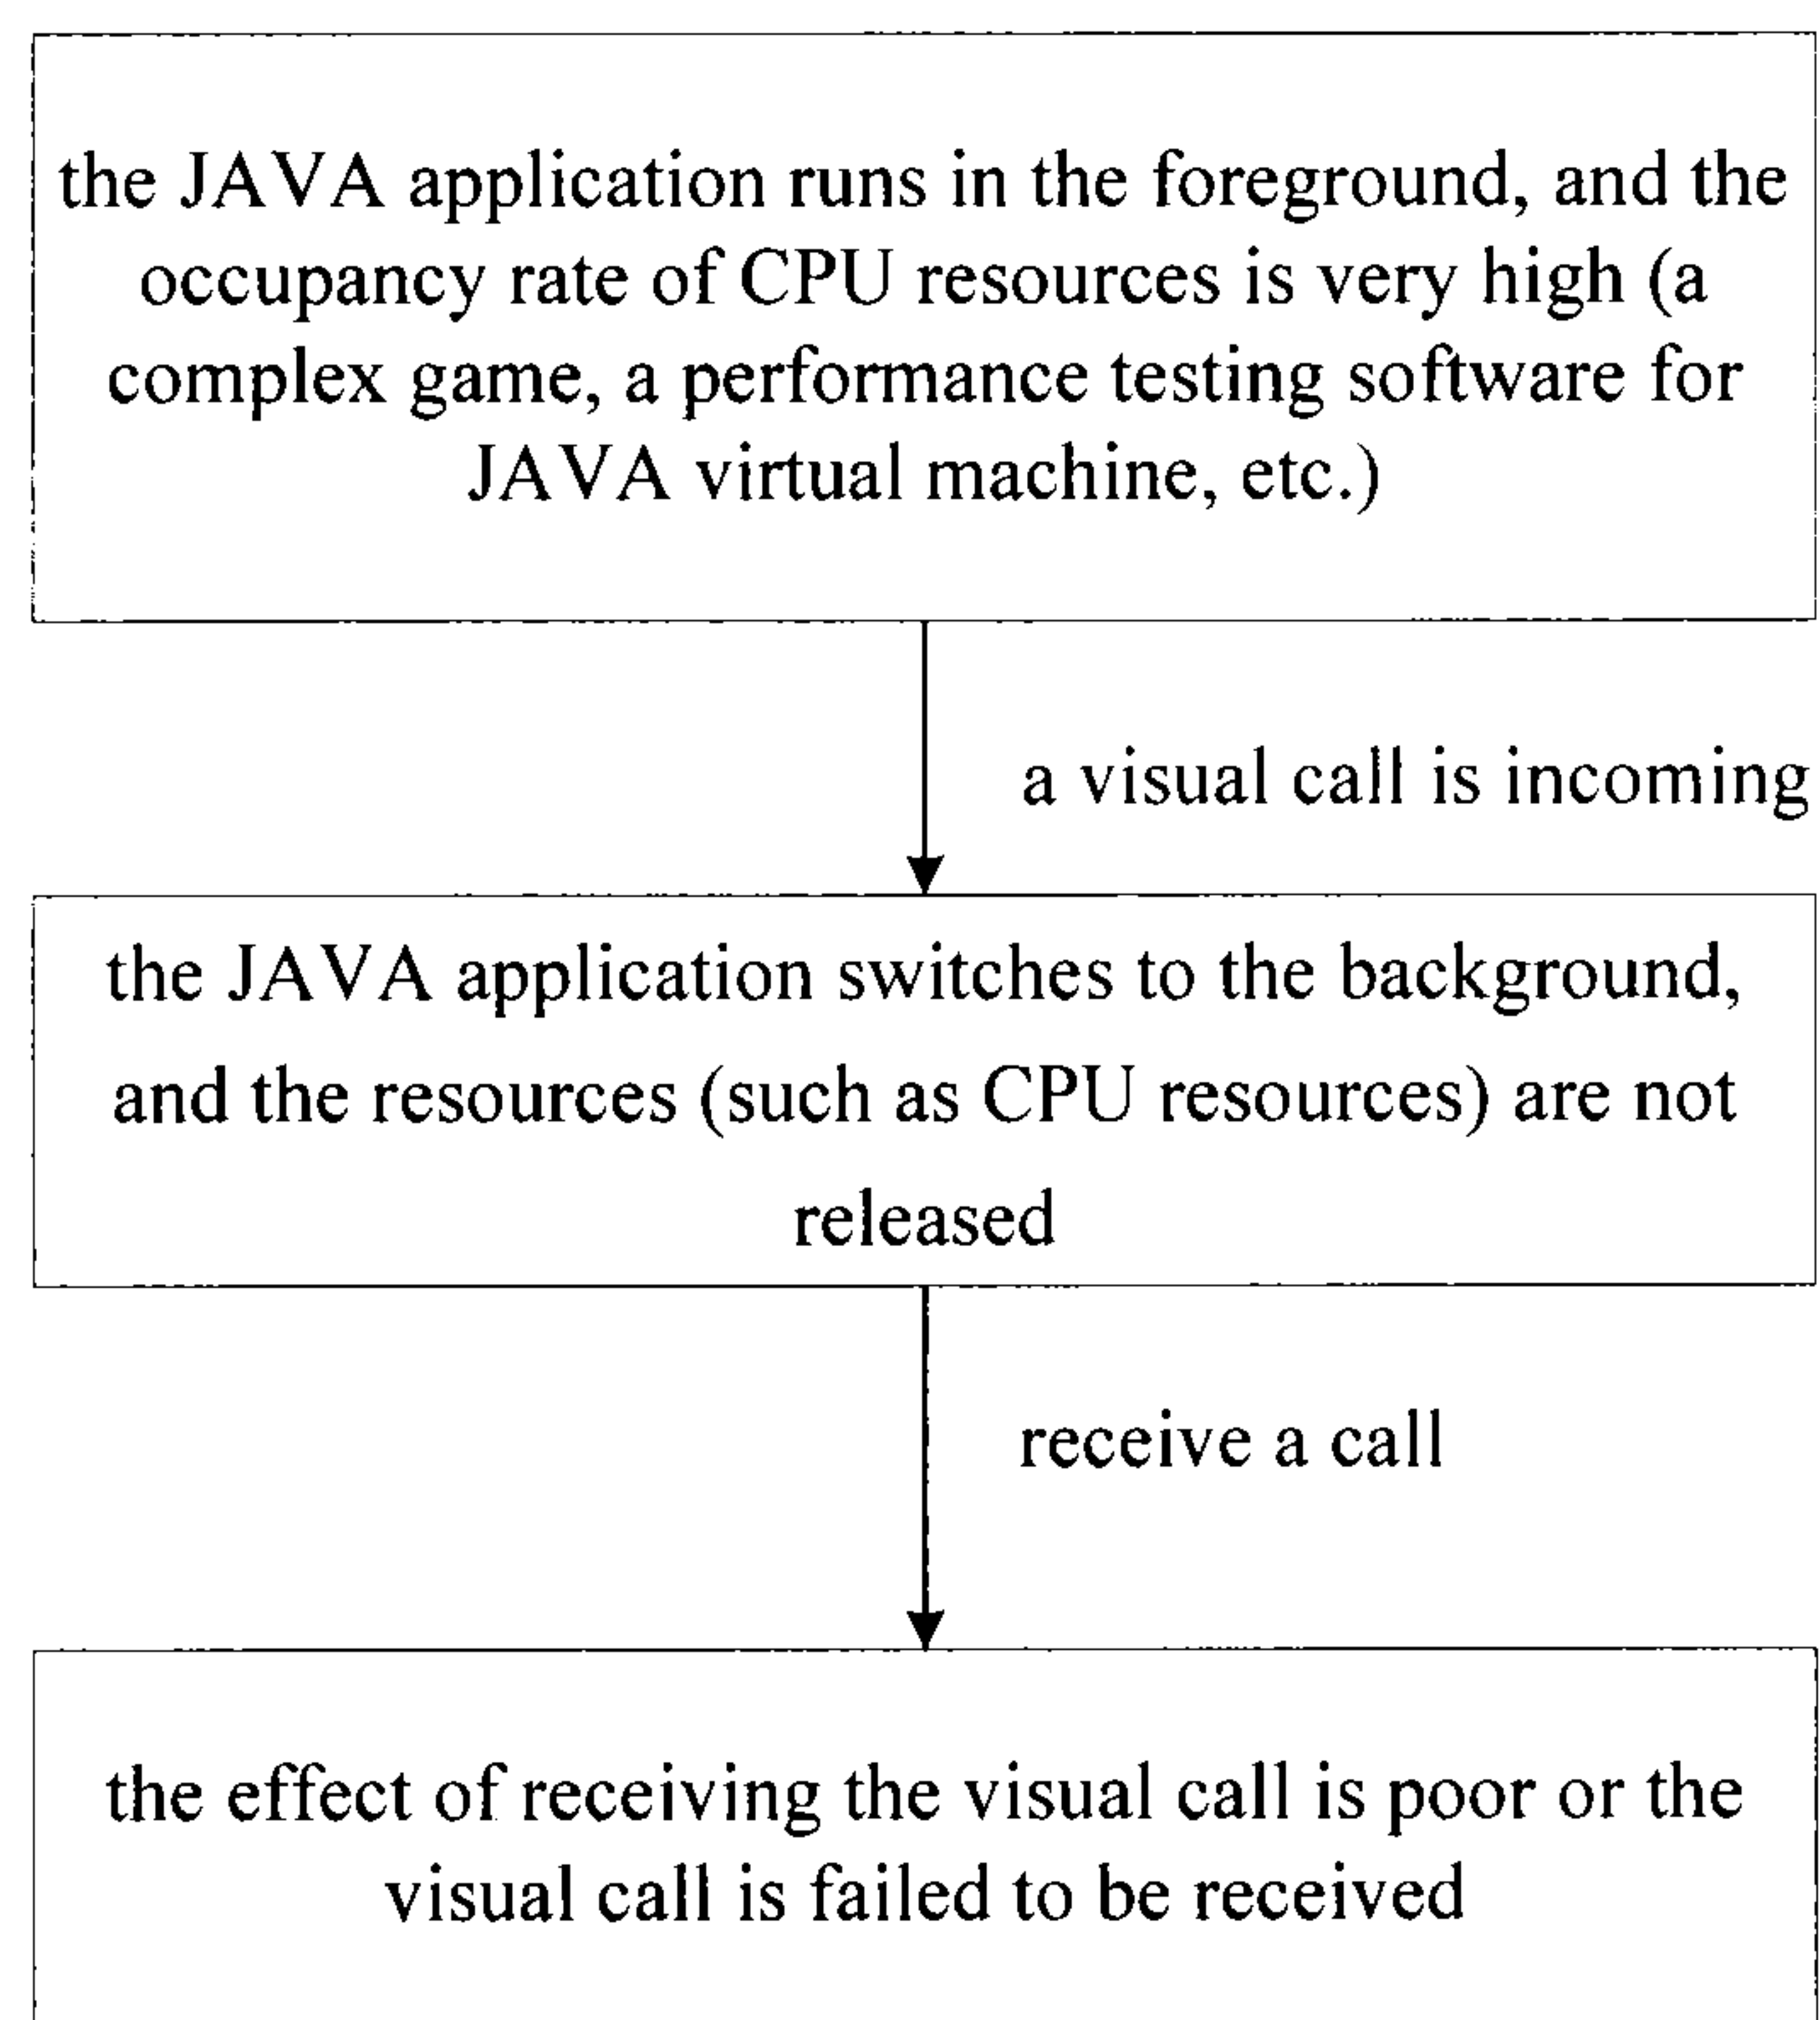 the JAVA application runs in the foreground, and the
occupancy rate of CPU resources is very high (a
complex game, a performance testing software for
JAVA virtual machine, etc.)
a visual call is incoming
the JAVA application switches to the background,
and the resources (such as CPU resources) are not
released
receive a call
the effect of receiving the visual call is poor or the
visual call is failed to be received